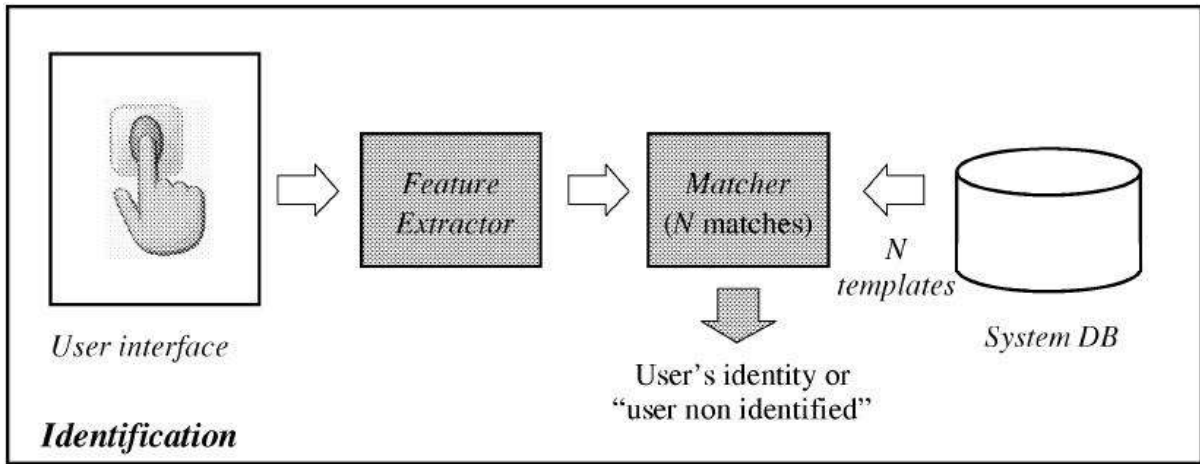 Feature
Extractor
Matcher
(N matches)
N
templates
User interface
System DB
User's identity or
“user non identified”
Identification